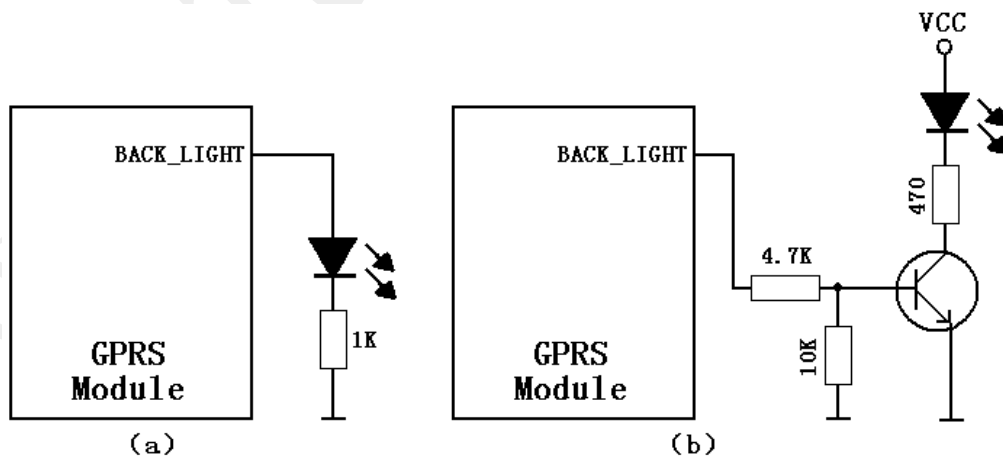 BACK_LIGHT
1K
GPRS
Module
(a)
VCC
BACK_LIGHT
470
4.7K
10K
GPRS
Module
(b)